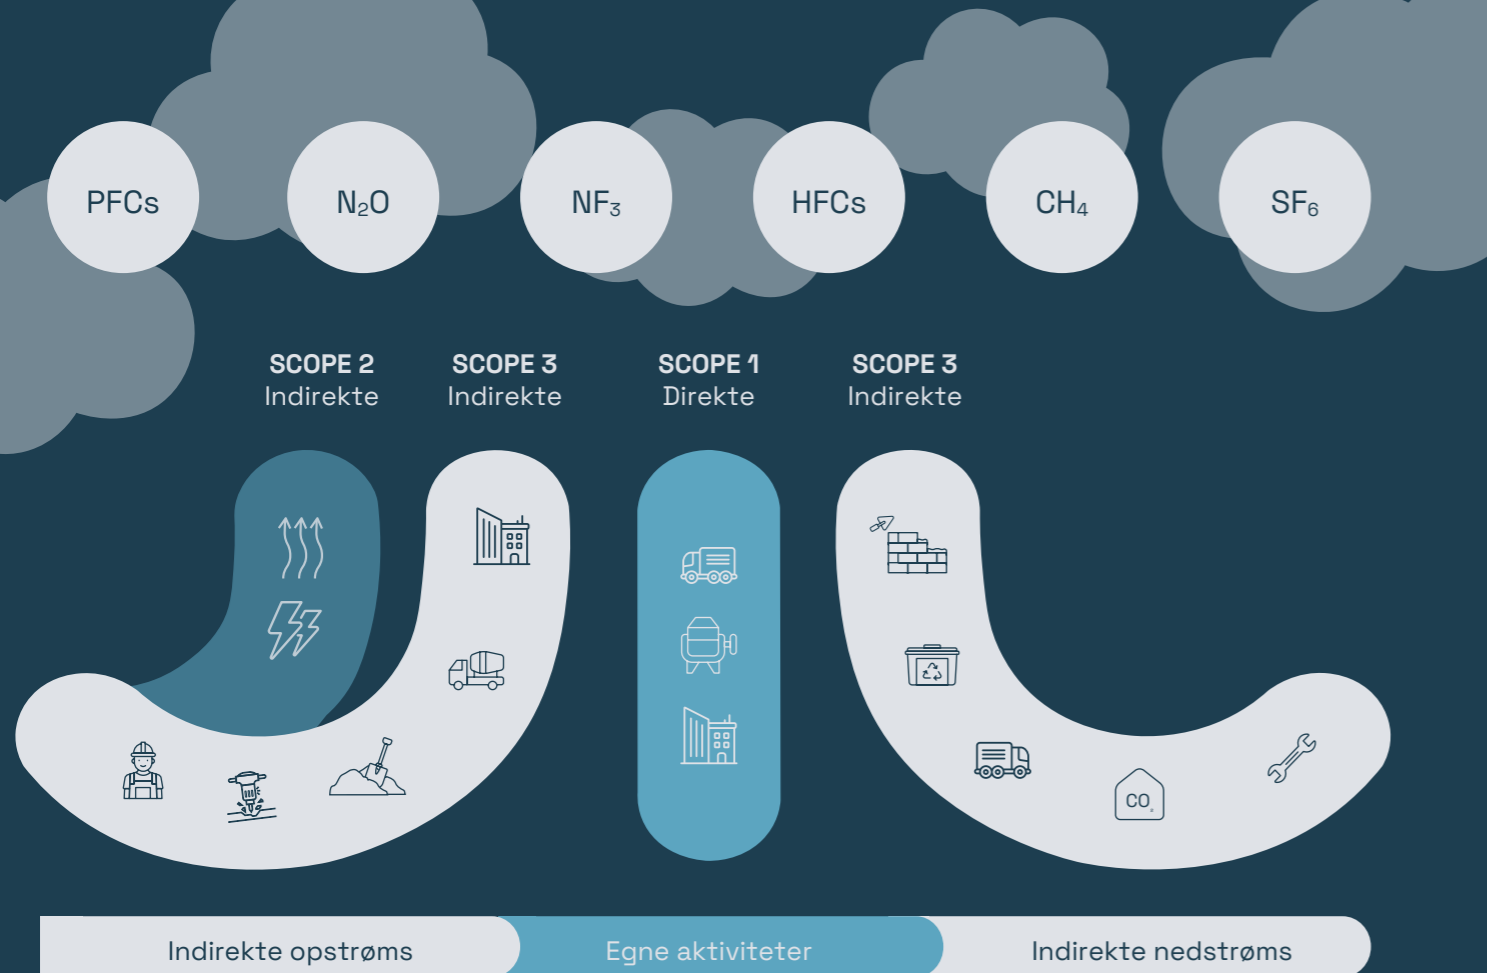 PFCs
N₂O
NF₃
HFCs
CH₄
SF₆
SCOPE 2
Indirekte
SCOPE 3
Indirekte
SCOPE 1
Direkte
SCOPE 3
Indirekte
CO₂
Indirekte opstrøms
Egne aktiviteter
Indirekte nedstrøms